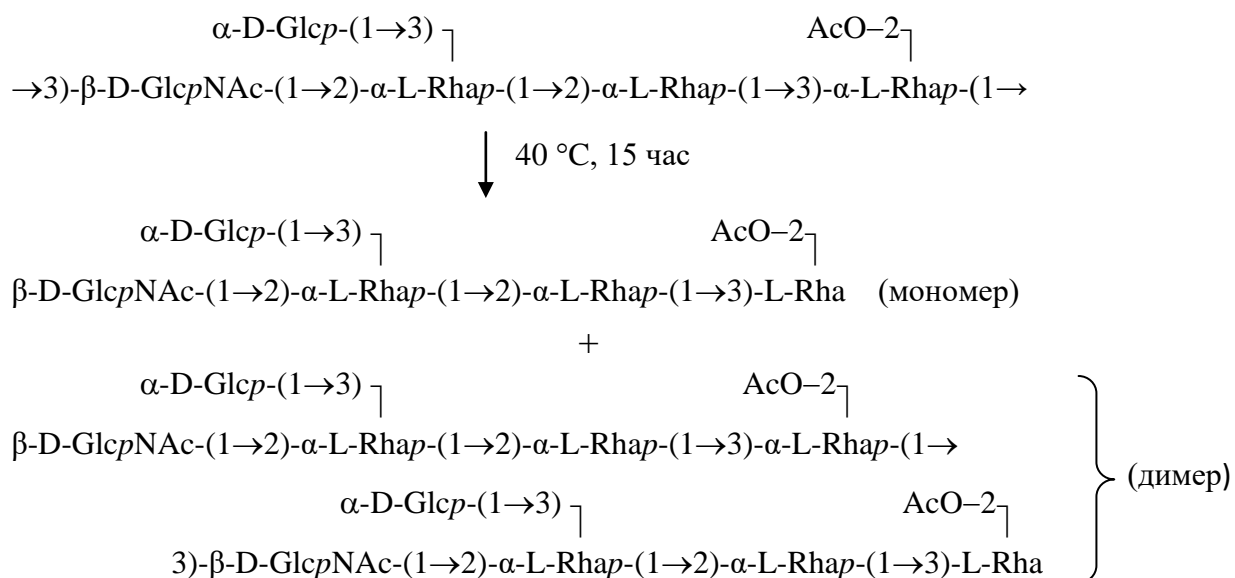 α-D-Glcp-(1→3) AcO–2
→3)-β-D-GlcpNAc-(1→2)-α-L-Rhap-(1→2)-α-L-Rhap-(1→3)-α-L-Rhap-(1→
40 °C, 15 час
α-D-Glcp-(1→3) AcO–2
β-D-GlcpNAc-(1→2)-α-L-Rhap-(1→2)-α-L-Rhap-(1→3)-L-Rha (мономер)
+
α-D-Glcp-(1→3) AcO–2
β-D-GlcpNAc-(1→2)-α-L-Rhap-(1→2)-α-L-Rhap-(1→3)-α-L-Rhap-(1→
(димер)
α-D-Glcp-(1→3) AcO–2
3)-β-D-GlcpNAc-(1→2)-α-L-Rhap-(1→2)-α-L-Rhap-(1→3)-L-Rha